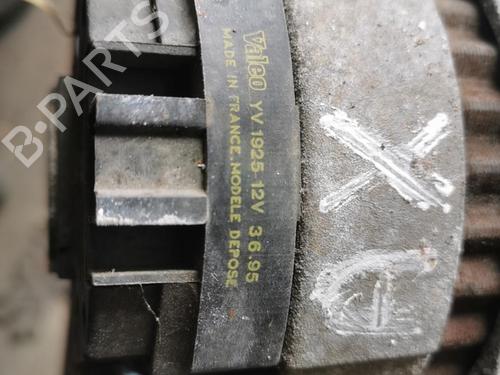 Valeo YV 1925 12V 36.95
MADE IN FRANCE. MODELE DEPOSE
X
D
B-PARTS